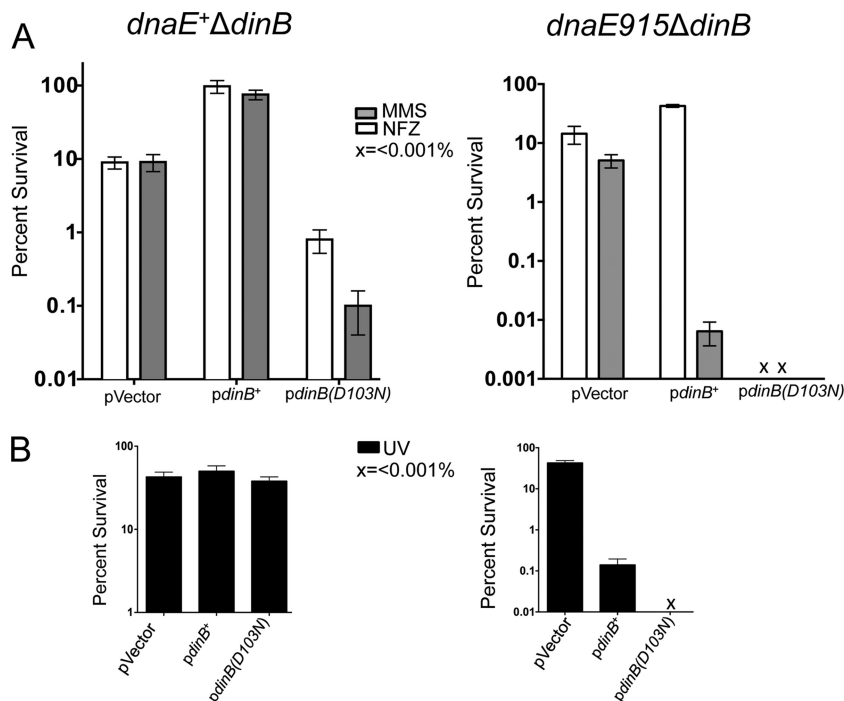 A
dnaE⁺ΔdinB
dnaE915ΔdinB
Percent Survival
100
10
1
0.1
0.01
pVector
pdinB⁺
pdinB(D103N)
MMS
NFZ
x=<0.001%
Percent Survival
100
10
1
0.1
0.01
0.001
x x
pVector
pdinB⁺
pdinB(D103N)
B
Percent Survival
100
10
1
pVector
pdinB⁺
pdinB(D103N)
UV
x=<0.001%
Percent Survival
100
10
1
0.1
0.01
x
pVector
pdinB⁺
pdinB(D103N)